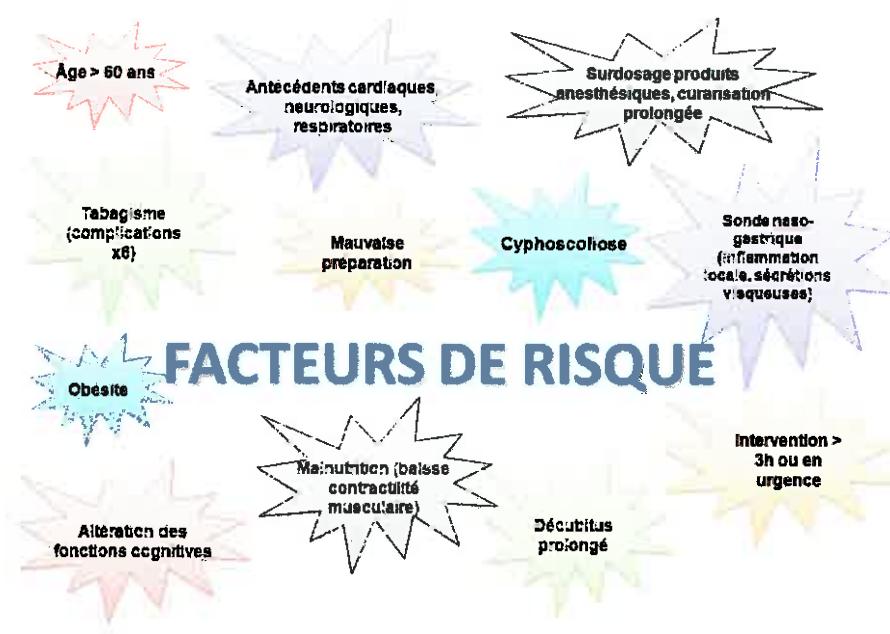 Âge > 60 ans
Antécédents cardiaques,
neurologiques,
respiratoires
Surdosage produits
anesthésiques, curarisation
prolongée
Tabagisme
(complications
x6)
Mauvaise
préparation
Cyphoscoliose
Sonde naso-
gastrique
(inflammation
locale, sécrétions
visqueuses)
FACTEURS DE RISQUE
Obésité
Malnutrition (baisse
contractilité
musculaire)
Intervention >
3h ou en
urgence
Altération des
fonctions cognitives
Décubitus
prolongé